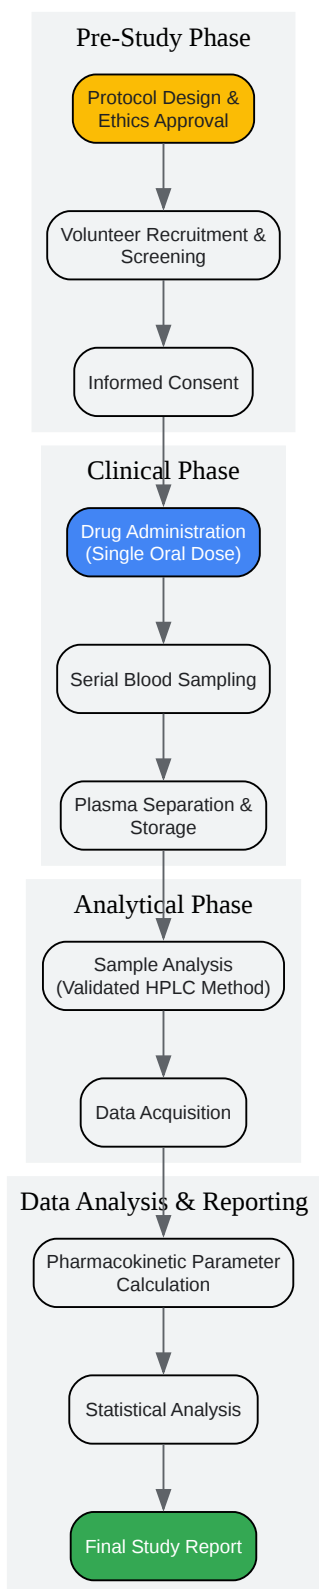 Pre-Study Phase
Protocol Design &
Ethics Approval
Volunteer Recruitment &
Screening
Informed Consent
Clinical Phase
Drug Administration
(Single Oral Dose)
Serial Blood Sampling
Plasma Separation &
Storage
Analytical Phase
Sample Analysis
(Validated HPLC Method)
Data Acquisition
Data Analysis & Reporting
Pharmacokinetic Parameter
Calculation
Statistical Analysis
Final Study Report